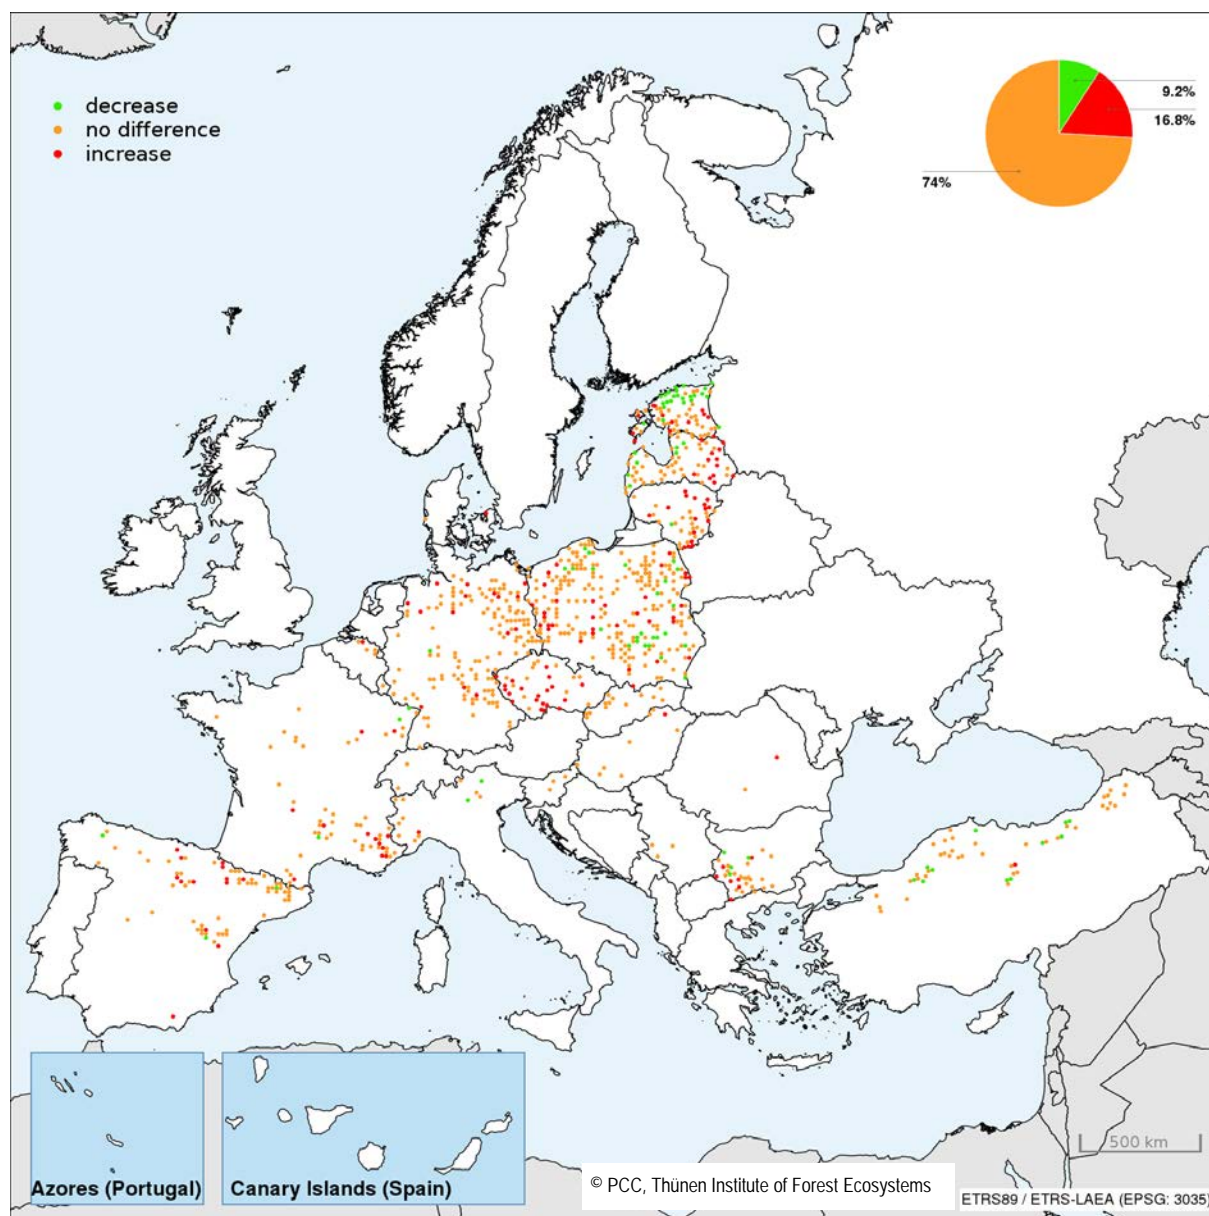 decrease
no difference
increase
9.2%
16.8%
74%
500 km
Azores (Portugal)
Canary Islands (Spain)
© PCC, Thünen Institute of Forest Ecosystems
ETRS89 / ETRS-LAEA (EPSG: 3035)